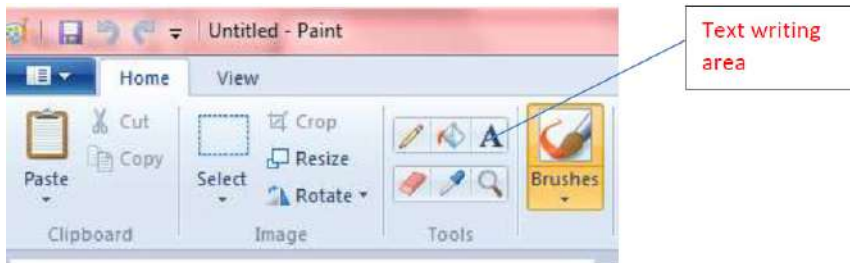 Untitled - Paint
Text writing
area
Home View
Cut
Copy
Paste
Clipboard
Crop
Resize
Rotate
Select
Image
A
Tools
Brushes